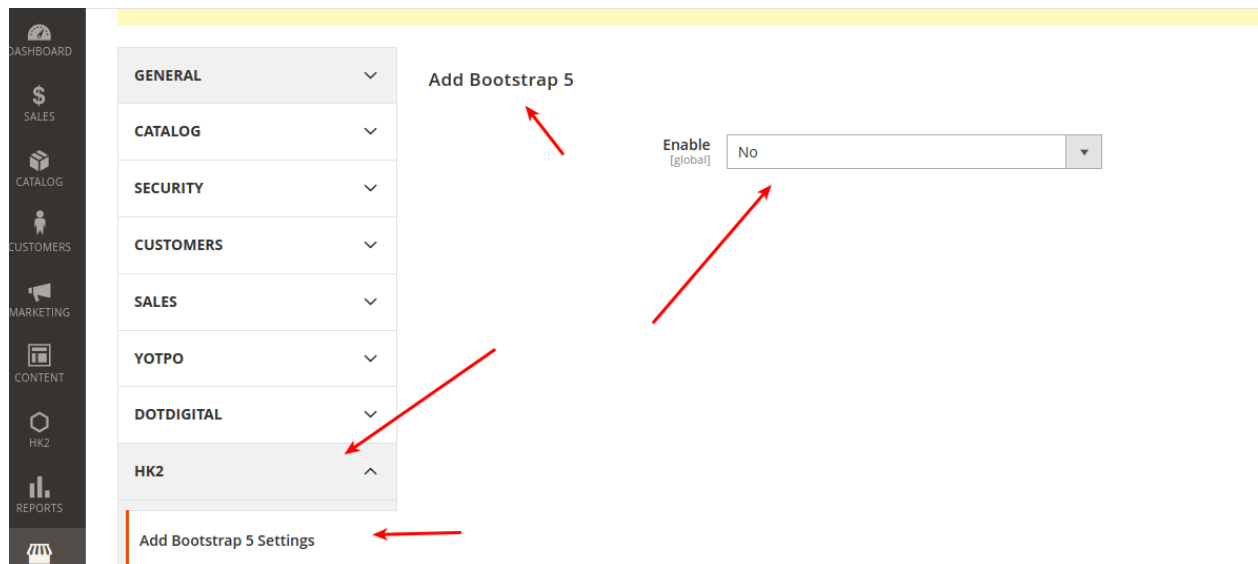 DASHBOARD
SALES
CATALOG
CUSTOMERS
MARKETING
CONTENT
HK2
REPORTS
GENERAL
CATALOG
SECURITY
CUSTOMERS
SALES
YOTPO
DOTDIGITAL
HK2
Add Bootstrap 5 Settings
Add Bootstrap 5
Enable No
[global]